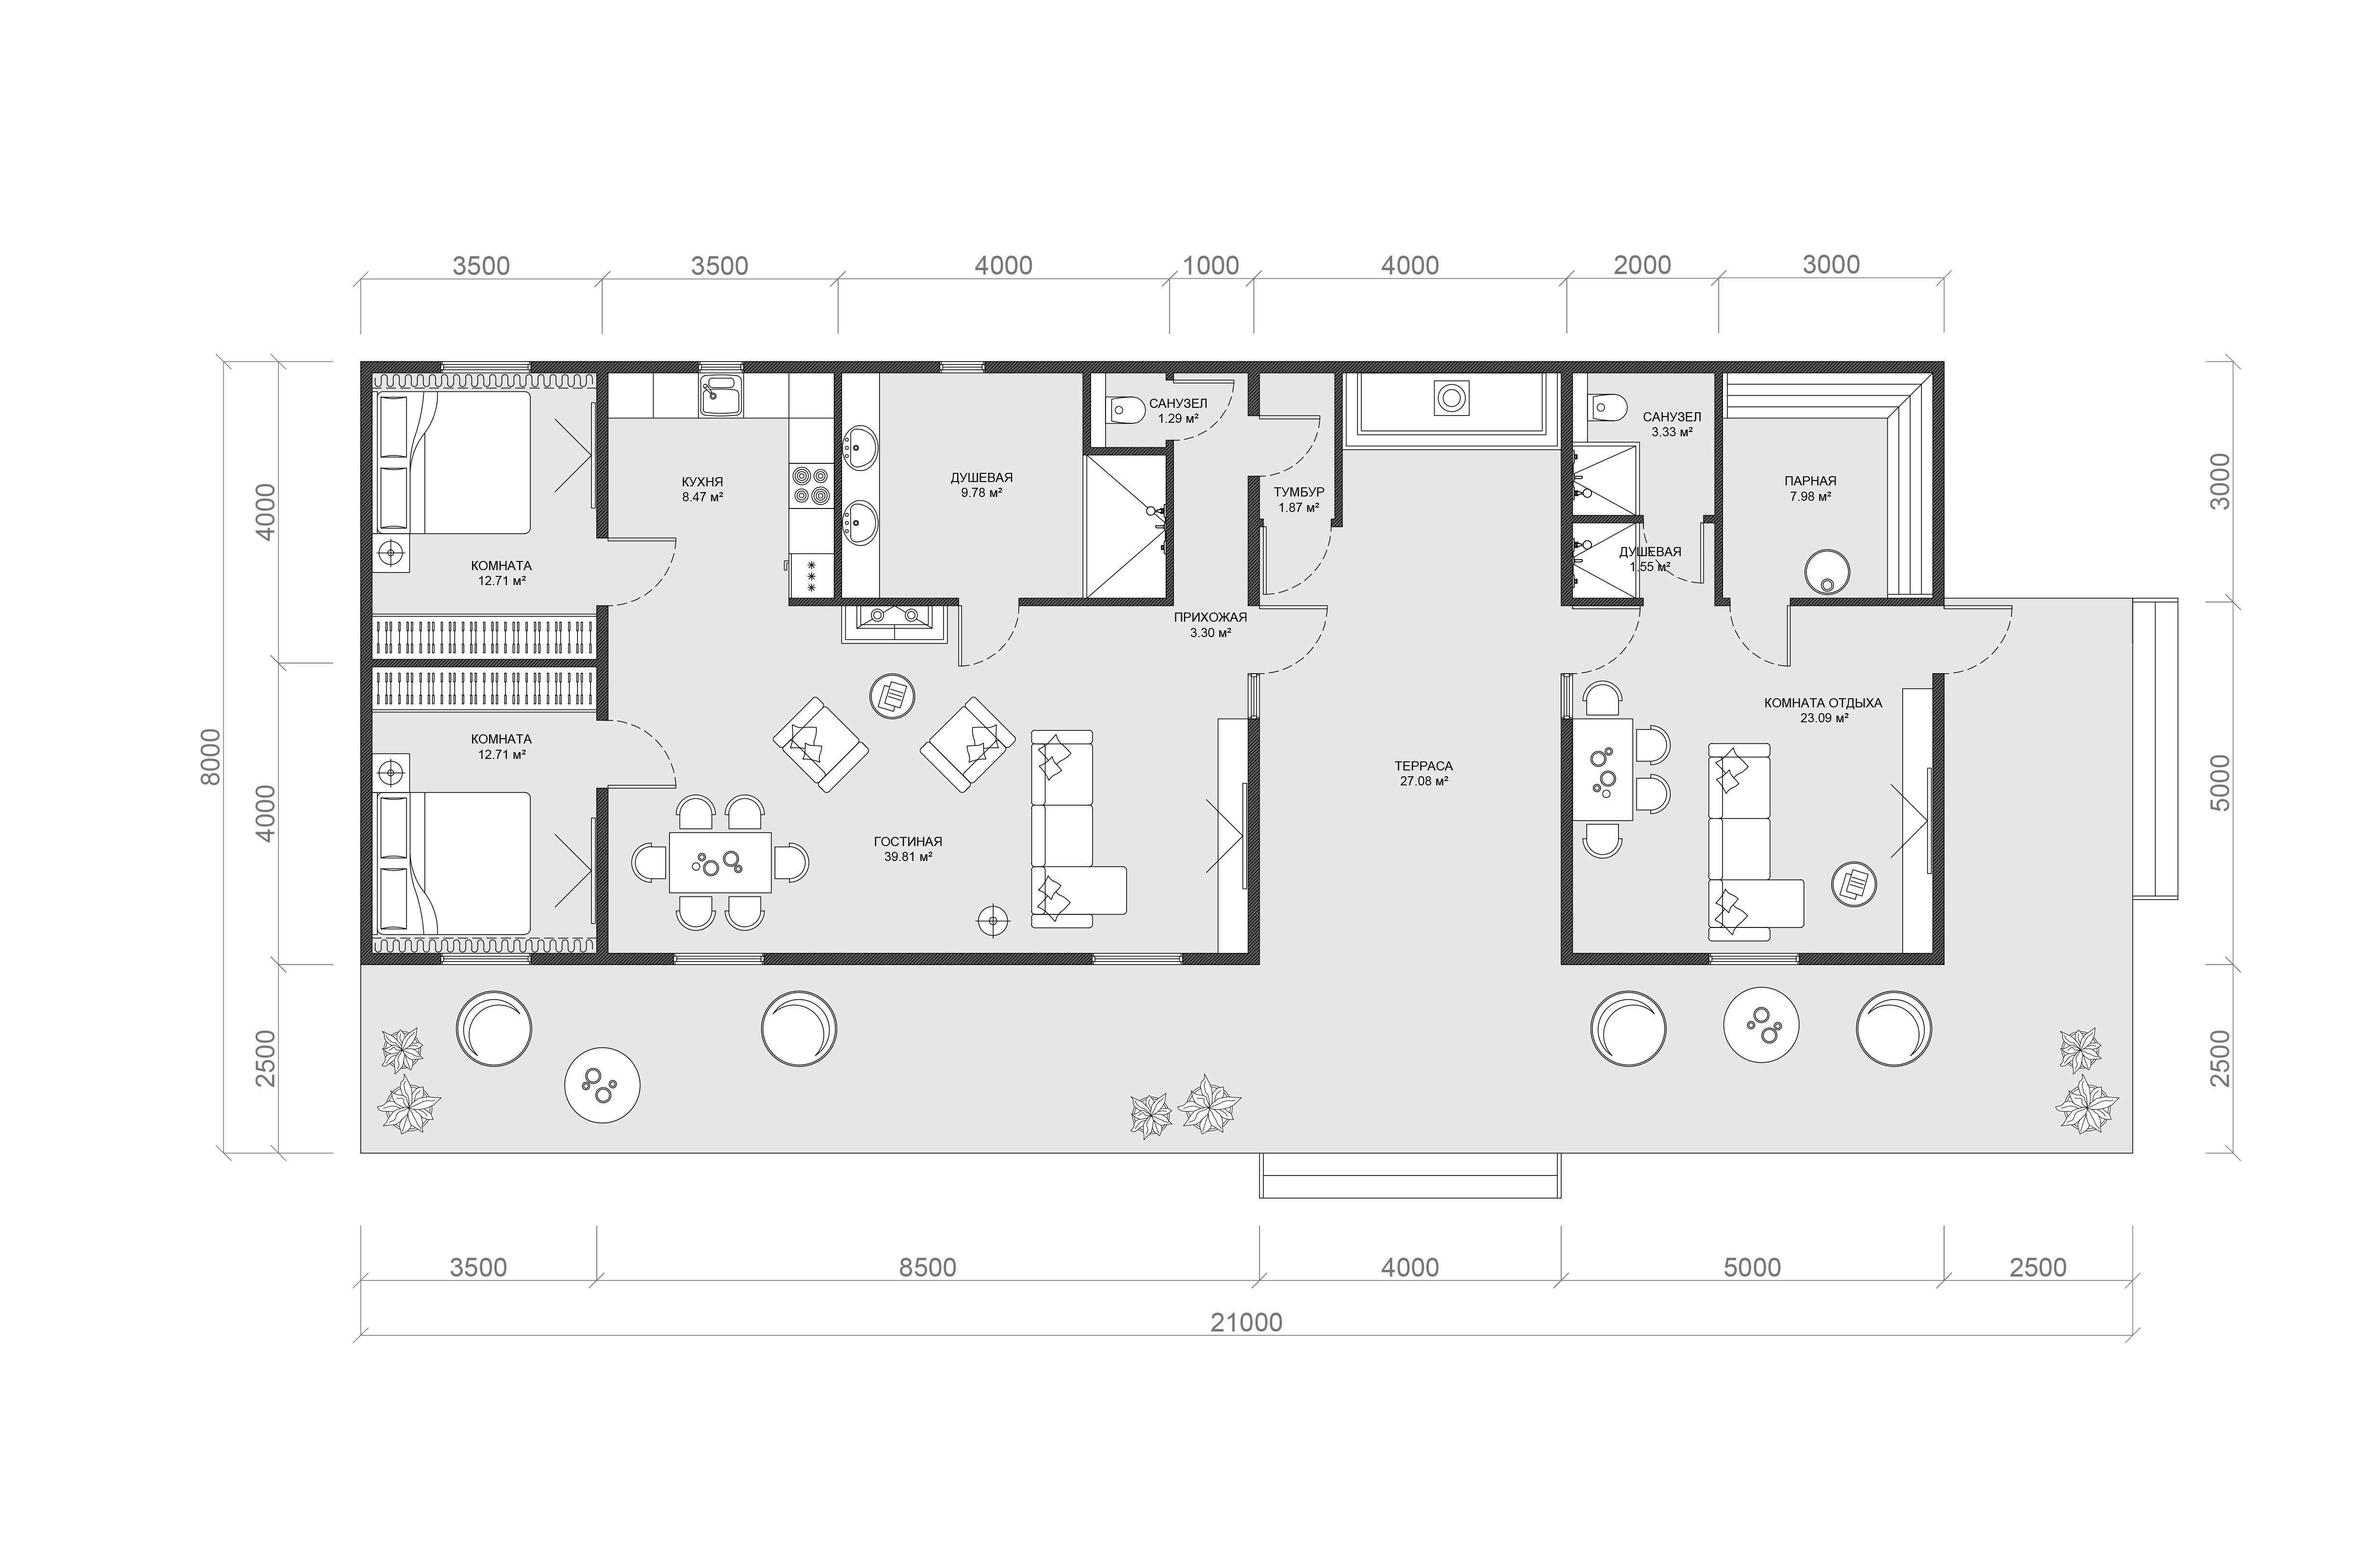 3500
3500
4000
1000
4000
2000
3000
8000
4000
4000
2500
3000
5000
2500
САНУЗЕЛ
1.29 м²
САНУЗЕЛ
3.33 м²
КУХНЯ
8.47 м²
ДУШЕВАЯ
9.78 м²
ТУМБУР
1.87 м²
ПАРНАЯ
7.98 м²
ДУШЕВАЯ
1.55 м²
КОМНАТА
12.71 м²
ПРИХОЖАЯ
3.30 м²
КОМНАТА ОТДЫХА
23.09 м²
КОМНАТА
12.71 м²
ТЕРРАСА
27.08 м²
ГОСТИНАЯ
39.81 м²
3500
8500
4000
5000
2500
21000